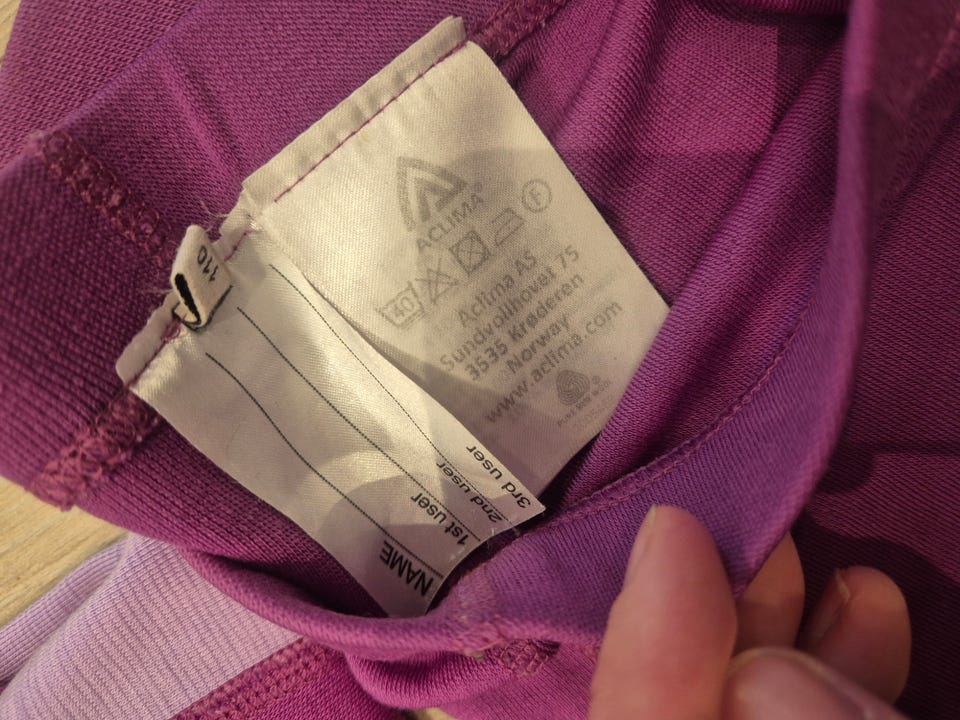 ACLIMA®
40
F
Aclima AS
Sundvollhovet 75
3535 Krøderen
Norway
www.aclima.com
110
NAME
1st user
2nd user
3rd user